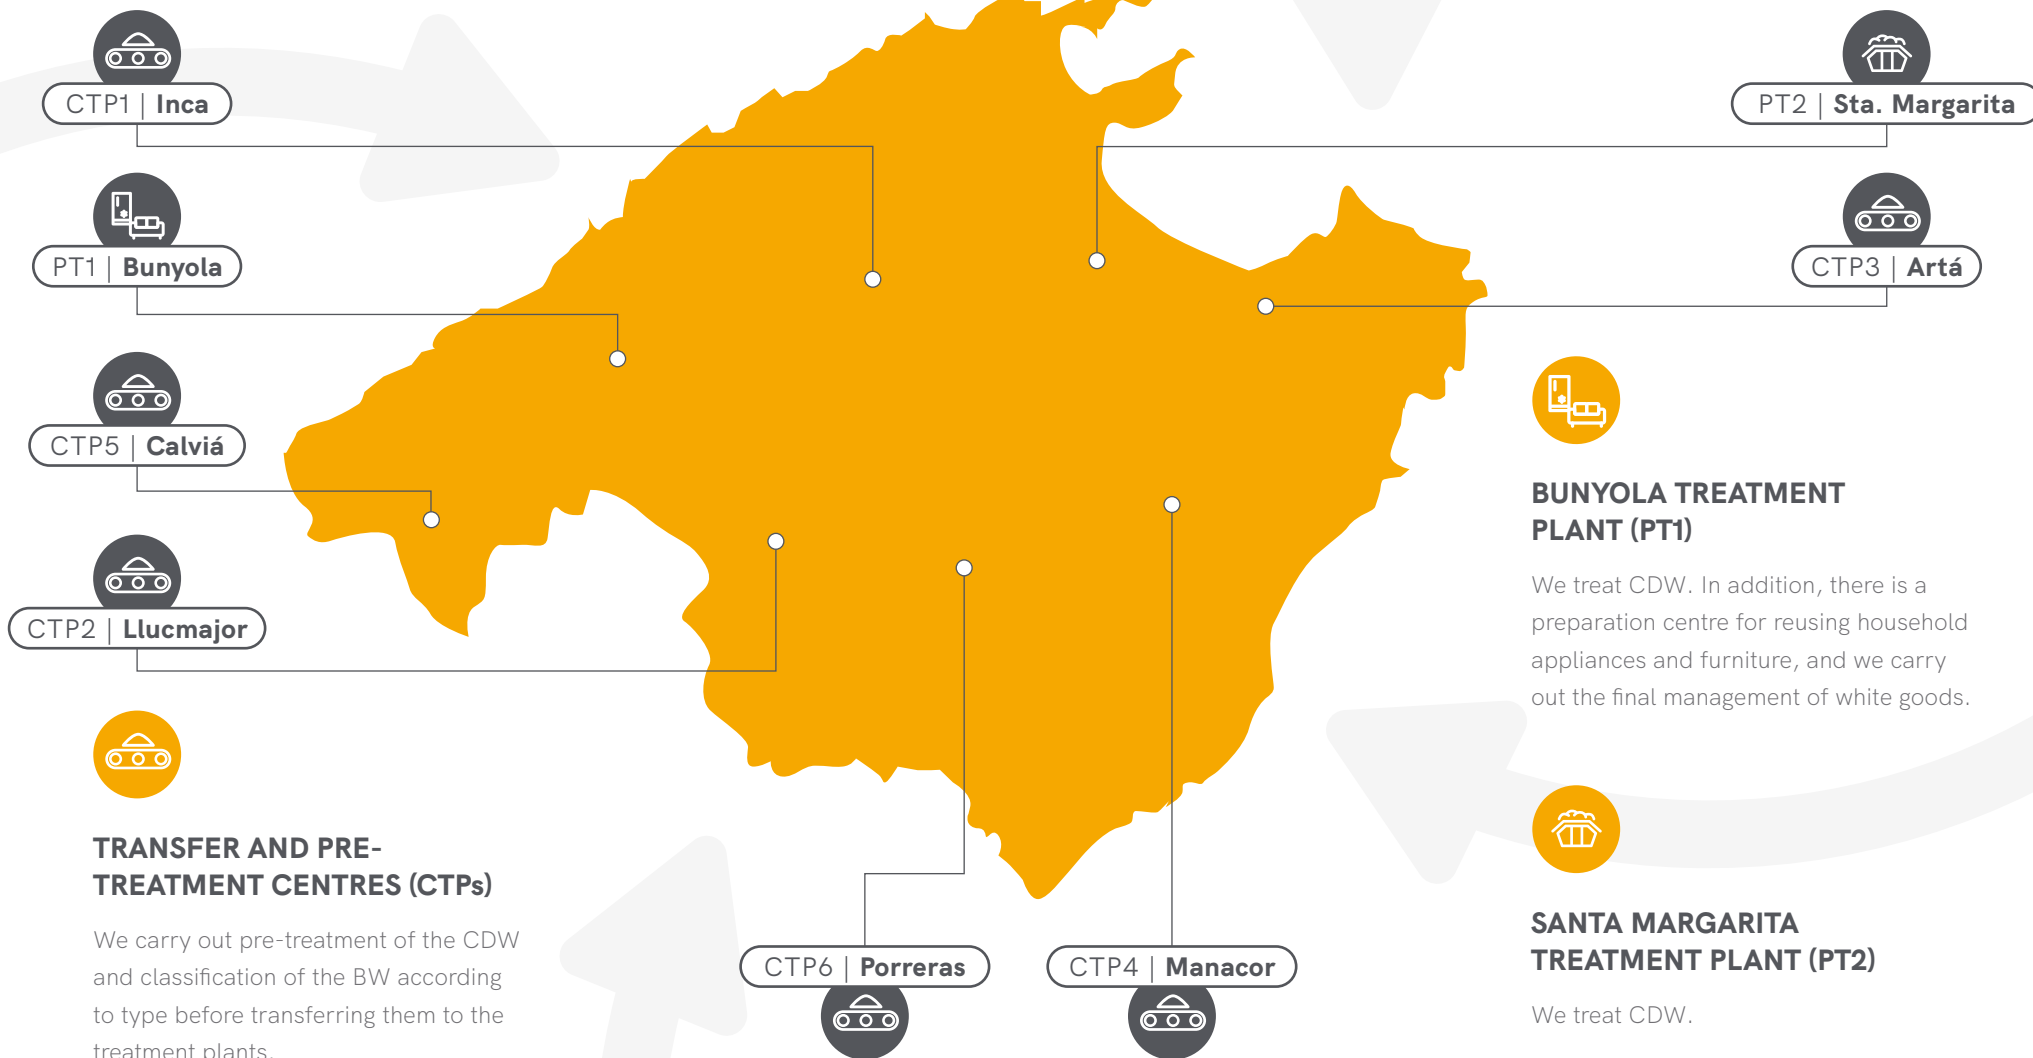 CTP1 | Inca
PT1 | Bunyola
CTP5 | Calviá
CTP2 | Llucmajor
PT2 | Sta. Margarita
CTP3 | Artá
CTP6 | Porreras
CTP4 | Manacor
TRANSFER AND PRE-
TREATMENT CENTRES (CTPs)
We carry out pre-treatment of the CDW
and classification of the BW according
to type before transferring them to the
treatment plants.
BUNYOLA TREATMENT
PLANT (PT1)
We treat CDW. In addition, there is a
preparation centre for reusing household
appliances and furniture, and we carry
out the final management of white goods.
SANTA MARGARITA
TREATMENT PLANT (PT2)
We treat CDW.